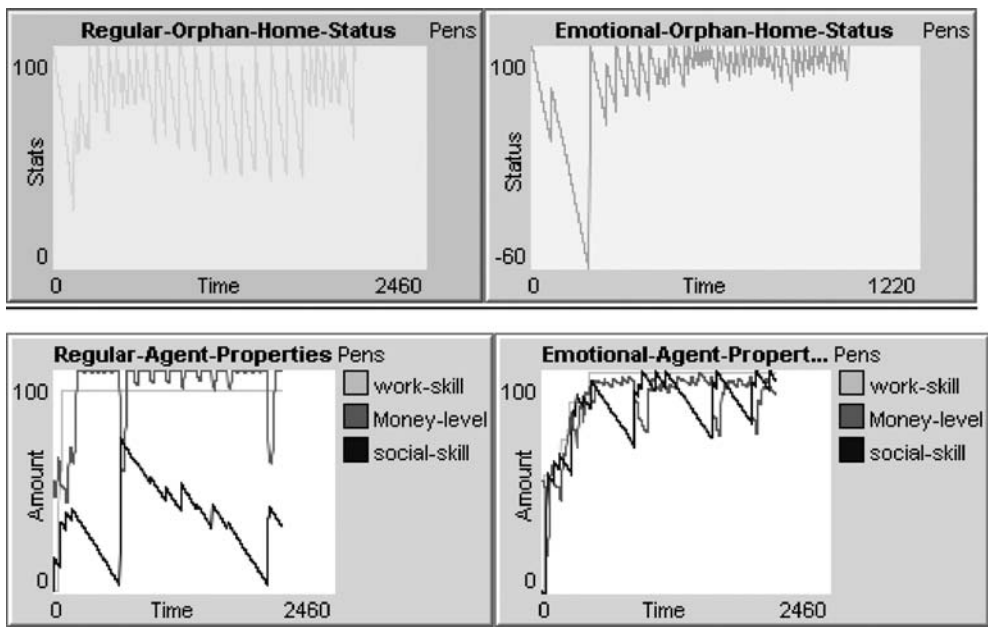 Regular-Orphan-Home-Status Pens
100
Stats
0
0 Time 2460
Emotional-Orphan-Home-Status Pens
100
Status
-60
0 Time 1220
Regular-Agent-Properties Pens
100
Amount
0
0 Time 2460
work-skill
Money-level
social-skill
Emotional-Agent-Propert... Pens
100
Amount
0
0 Time 2460
work-skill
Money-level
social-skill